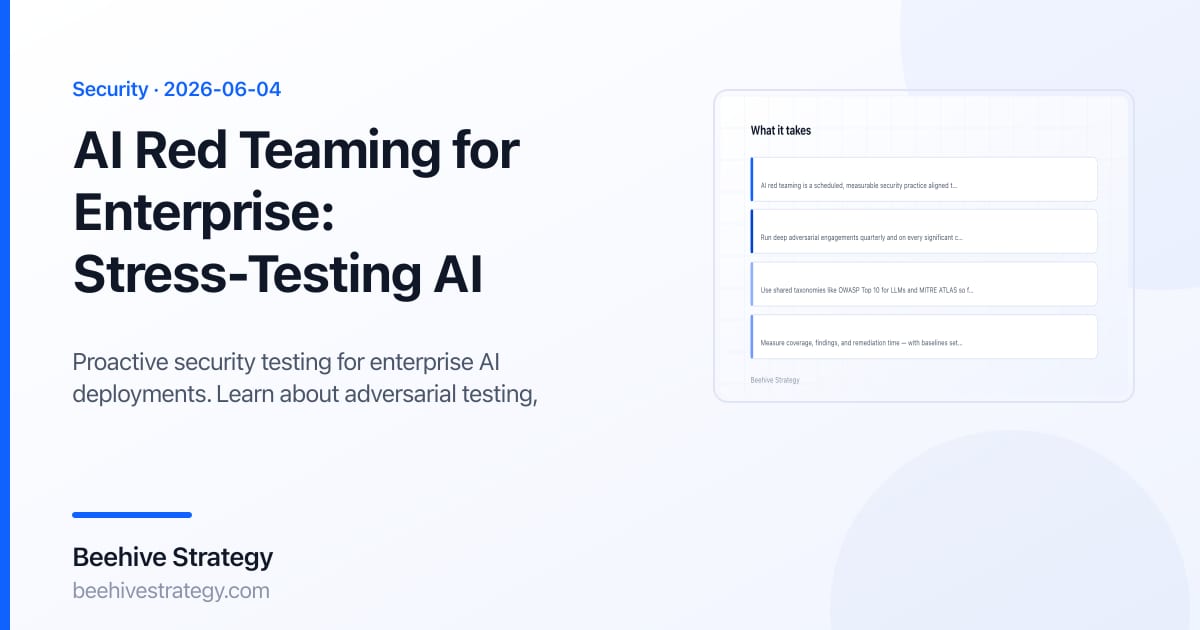 Security · 2026-06-04
AI Red Teaming for
Enterprise:
Stress-Testing AI
Proactive security testing for enterprise AI
deployments. Learn about adversarial testing,
Beehive Strategy
beehivestrategy.com
What it takes
AI red teaming is a scheduled, measurable security practice aligned t...
Run deep adversarial engagements quarterly and on every significant c...
Use shared taxonomies like OWASP Top 10 for LLMs and MITRE ATLAS so f...
Measure coverage, findings, and remediation time — with baselines set...
Beehive Strategy